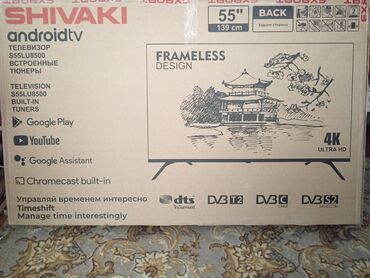 SHIVAKI
androidtv
ТЕЛЕВИЗОР
S55LU8500
ВСТРОЕННЫЕ
ТЮНЕРЫ
TELEVISION
S55LU8500
BUILT-IN
TUNERS
Google Play
YouTube
Google Assistant
Chromecast built-in
Управляй временем интересно
Timeshift
Manage time interestingly
55"
139 cm
BACK
FRAMELESS
DESIGN
4K
ULTRA HD
dts
TruSurround
DVB T2
DVB C
CABLE
DVB S2